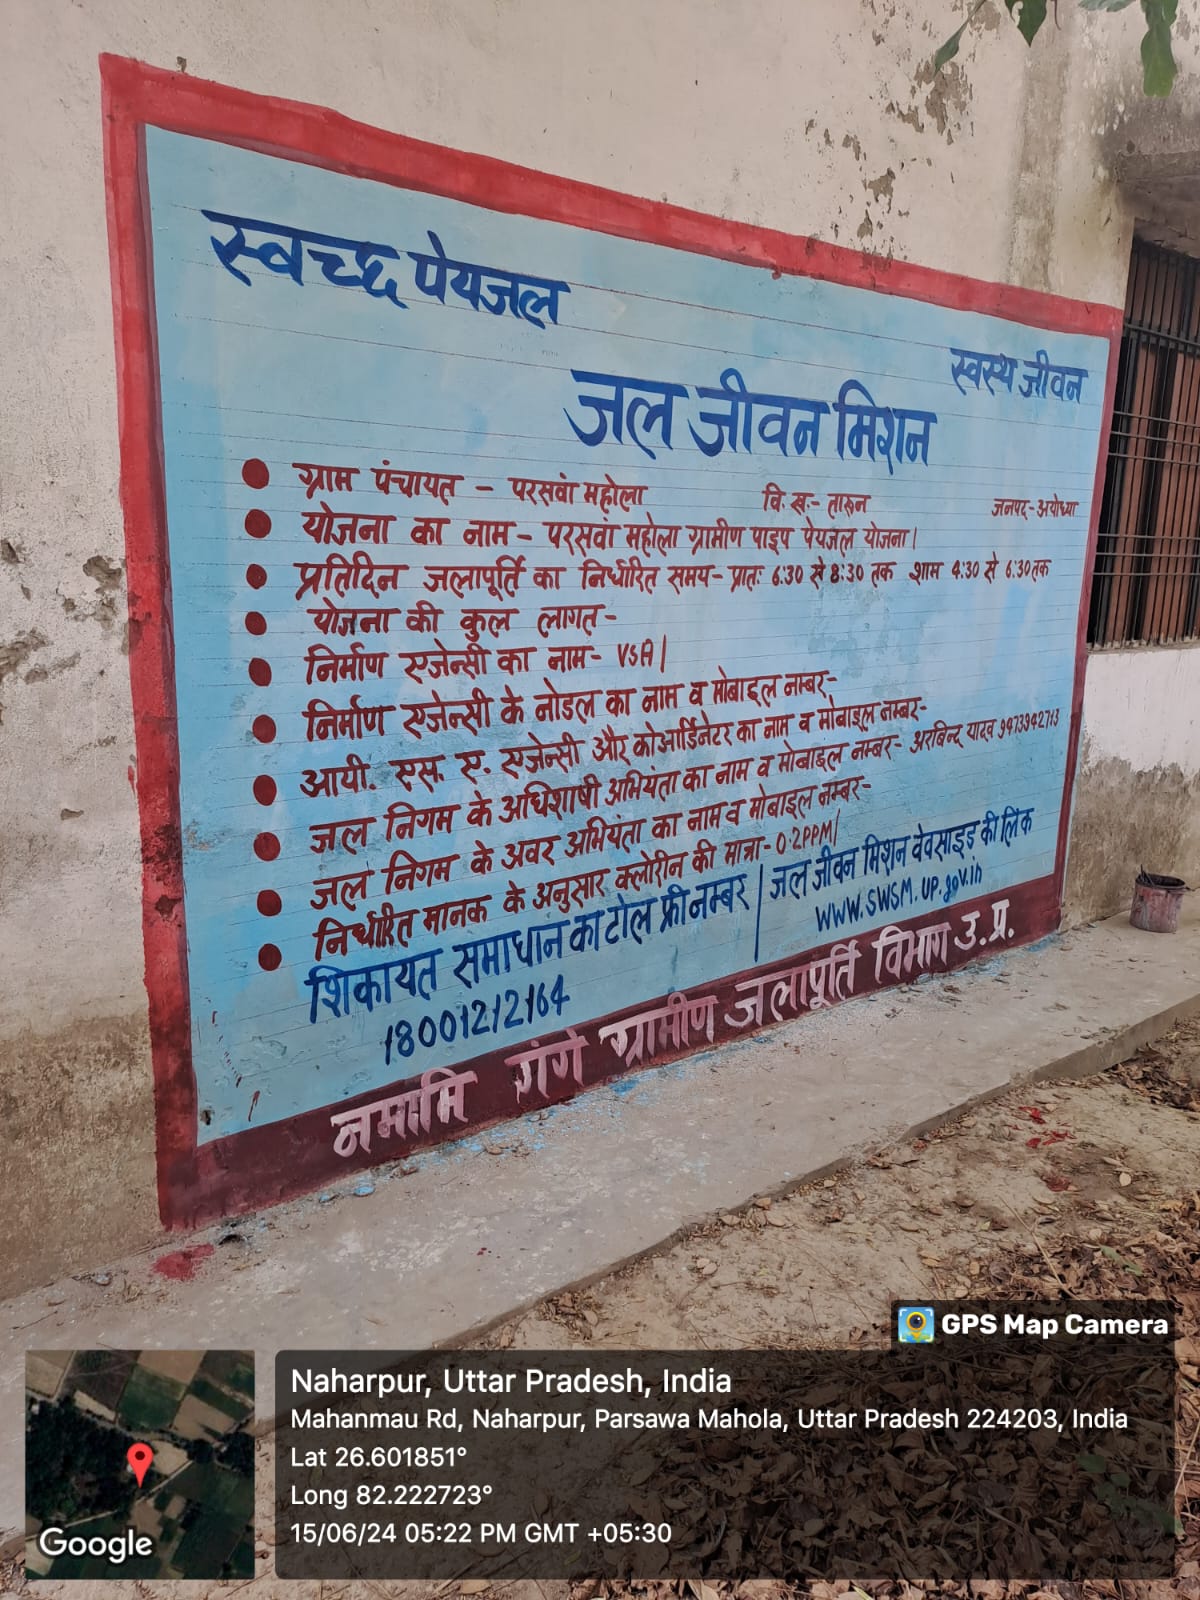 स्वच्छ पेयजल
स्वस्थ जीवन
जल जीवन मिशन
ग्राम पंचायत - परसवां महोला वि. ख.- तारुन जनपद-अयोध्या
योजना का नाम- परसवां महोला ग्रामीण पाइप पेयजल योजना।
प्रतिदिन जलापूर्ति का निर्धारित समय- प्रातः 6:30 से 8:30 तक शाम 4:30 से 6:30 तक
योजना की कुल लागत-
निर्माण एजेन्सी का नाम- VSA|
निर्माण एजेन्सी के नोडल का नाम व मोबाइल नम्बर-
आयी. एस. ए. एजेन्सी और कोआर्डिनेटर का नाम व मोबाइल नम्बर-
जल निगम के अधिशाषी अभियंता का नाम व मोबाइल नम्बर- अरबिन्द यादव 9473942713
जल निगम के अवर अभियंता का नाम व मोबाइल नम्बर-
निर्धारित मानक के अनुसार क्लोरीन की मात्रा- 0.2PPM|
शिकायत समाधान का टोल फ्री नम्बर
18001212164
जल जीवन मिशन वेवसाइड की लिंक
WWW.SWSM.UP.gov.in
नमामि गंगे ग्रामीण जलापूर्ति विभाग उ.प्र.
GPS Map Camera
Naharpur, Uttar Pradesh, India
Mahanmau Rd, Naharpur, Parsawa Mahola, Uttar Pradesh 224203, India
Lat 26.601851°
Long 82.222723°
15/06/24 05:22 PM GMT +05:30
Google